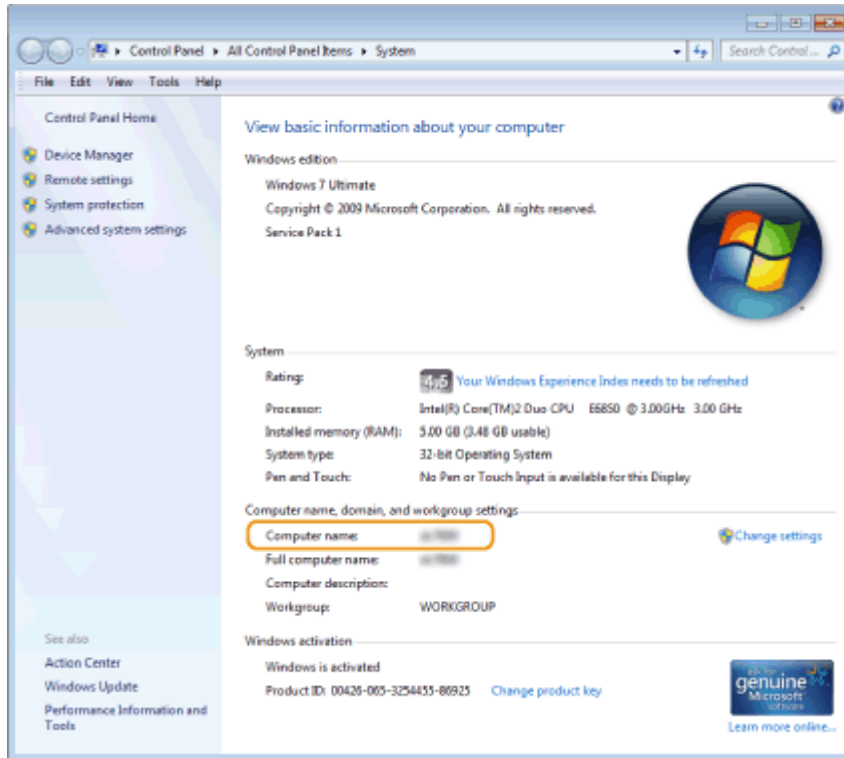 Control Panel ▸ All Control Panel Items ▸ System
Search Control ...
File Edit View Tools Help
Control Panel Home
Device Manager
Remote settings
System protection
Advanced system settings
View basic information about your computer
Windows edition
Windows 7 Ultimate
Copyright © 2009 Microsoft Corporation. All rights reserved.
Service Pack 1
System
Rating: 4,5 Your Windows Experience Index needs to be refreshed
Processor: Intel(R) Core(TM)2 Duo CPU E6850 @ 3.00GHz 3.00 GHz
Installed memory (RAM): 5.00 GB (3.48 GB usable)
System type: 32-bit Operating System
Pen and Touch: No Pen or Touch Input is available for this Display
Computer name, domain, and workgroup settings
Computer name: Change settings
Full computer name:
Computer description:
Workgroup: WORKGROUP
Windows activation
Windows is activated
Product ID: 00426-065-3254455-86925 Change product key
genuine
Microsoft
software
Learn more online...
See also
Action Center
Windows Update
Performance Information and
Tools